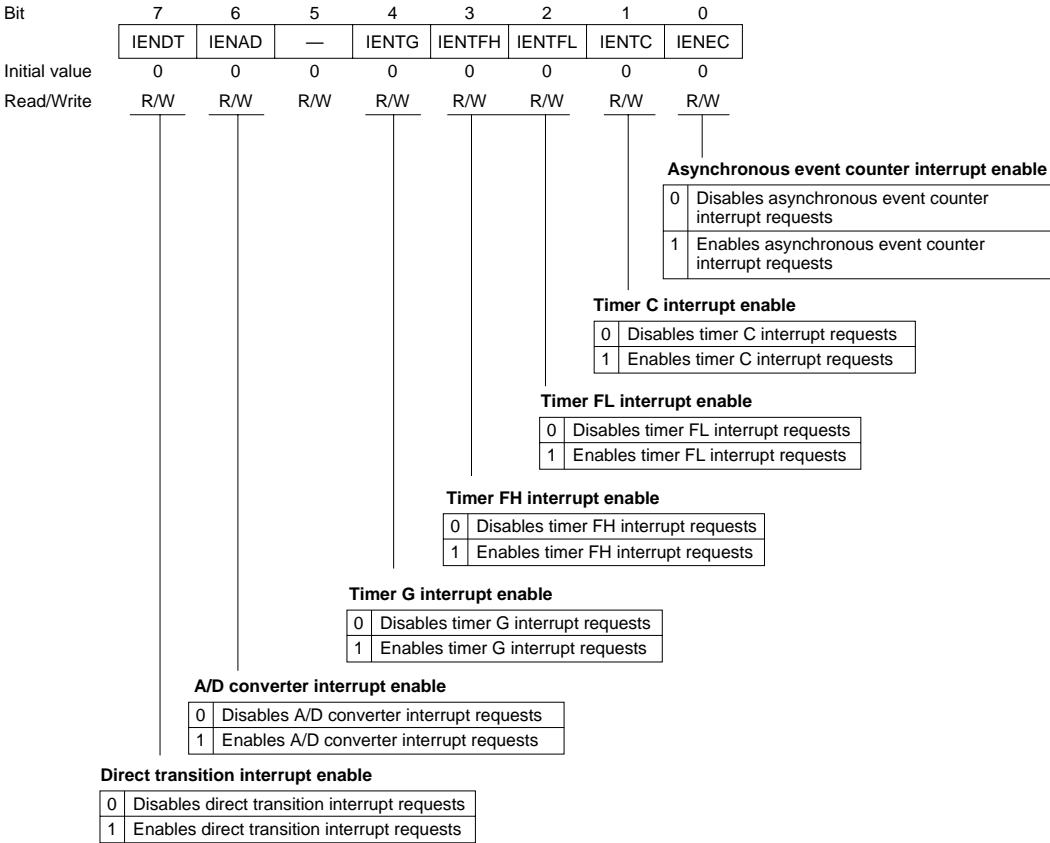 Bit 7 6 5 4 3 2 1 0
IENDT IENAD — IENTG IENTFH IENTFL IENTC IENEC
Initial value 0 0 0 0 0 0 0 0
Read/Write R/W R/W R/W R/W R/W R/W R/W R/W
Asynchronous event counter interrupt enable
0 Disables asynchronous event counter
interrupt requests
1 Enables asynchronous event counter
interrupt requests
Timer C interrupt enable
0 Disables timer C interrupt requests
1 Enables timer C interrupt requests
Timer FL interrupt enable
0 Disables timer FL interrupt requests
1 Enables timer FL interrupt requests
Timer FH interrupt enable
0 Disables timer FH interrupt requests
1 Enables timer FH interrupt requests
Timer G interrupt enable
0 Disables timer G interrupt requests
1 Enables timer G interrupt requests
A/D converter interrupt enable
0 Disables A/D converter interrupt requests
1 Enables A/D converter interrupt requests
Direct transition interrupt enable
0 Disables direct transition interrupt requests
1 Enables direct transition interrupt requests